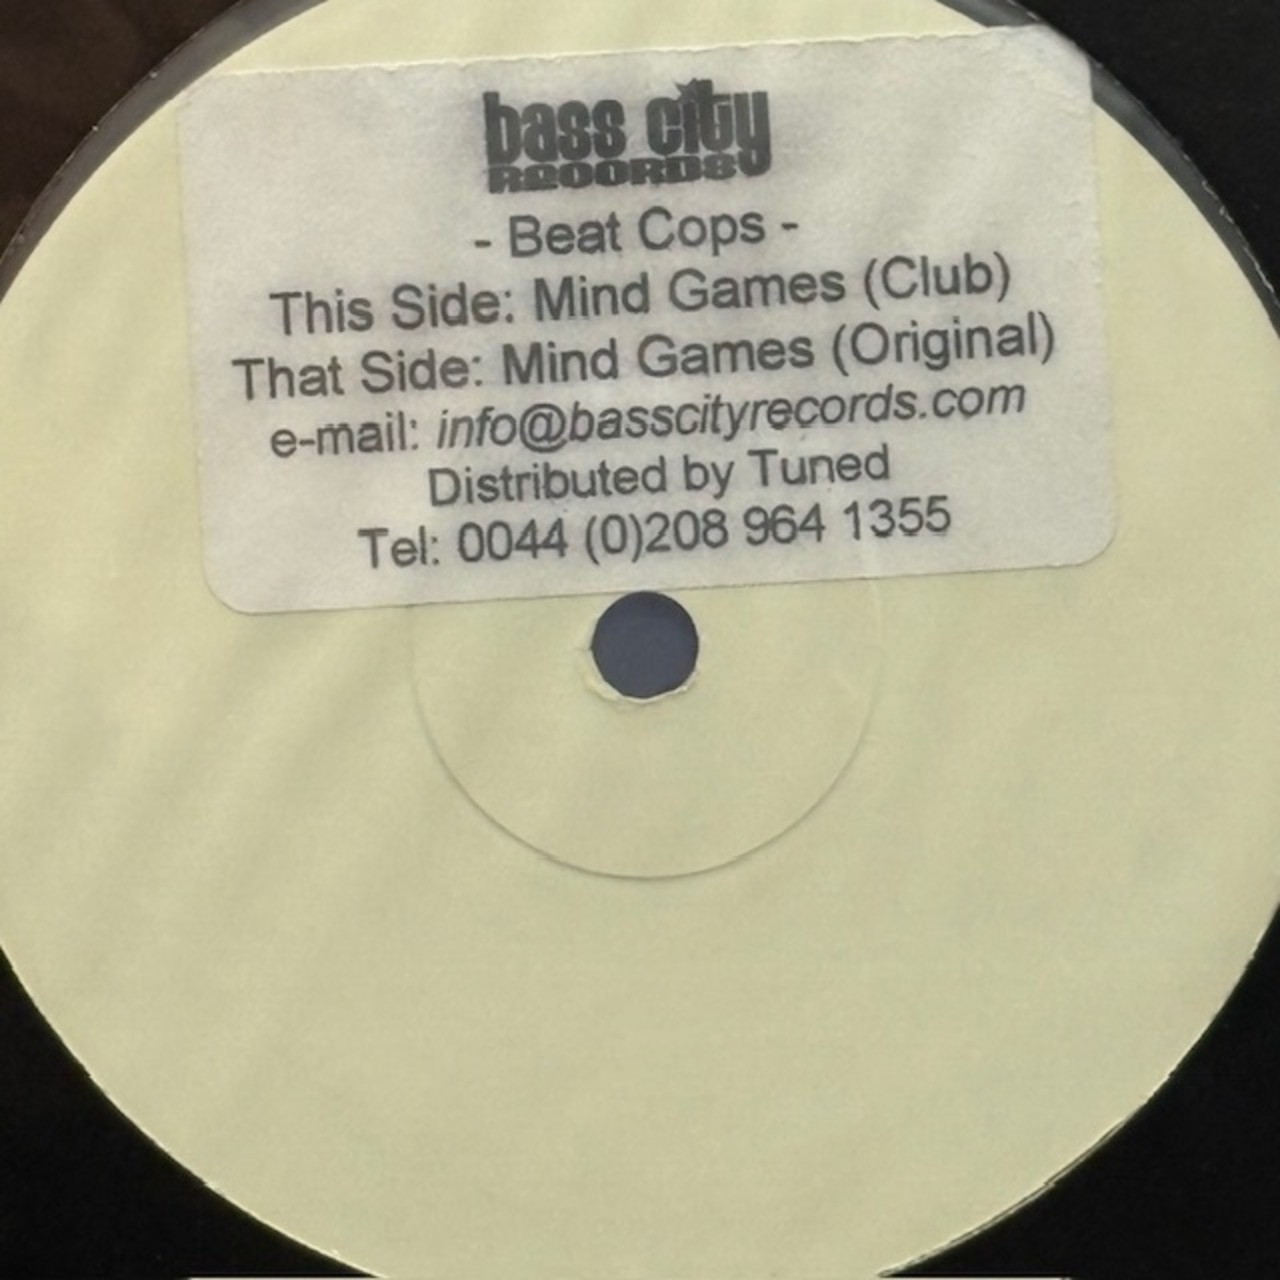 bass city
RECORDS
- Beat Cops -
This Side: Mind Games (Club)
That Side: Mind Games (Original)
e-mail: info@basscityrecords.com
Distributed by Tuned
Tel: 0044 (0)208 964 1355